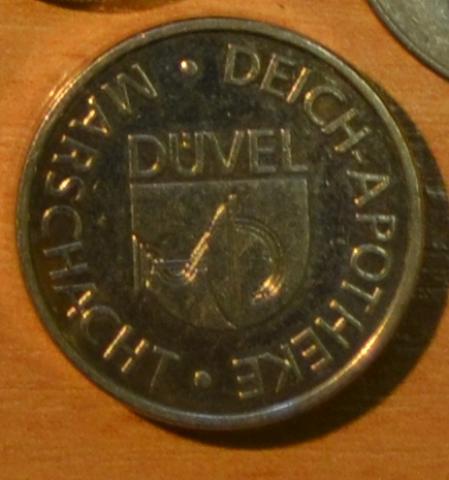 DEICH-APOTHEKE • MARSCHACHT •
DÜVEL